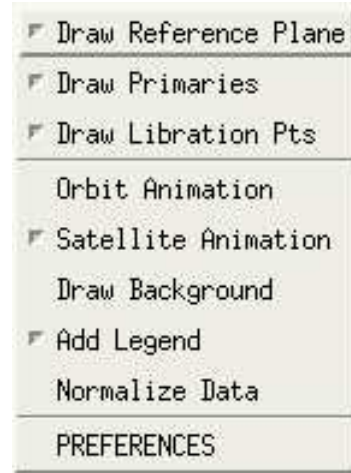 Draw Reference Plane
Draw Primaries
Draw Libration Pts
Orbit Animation
Satellite Animation
Draw Background
Add Legend
Normalize Data
PREFERENCES